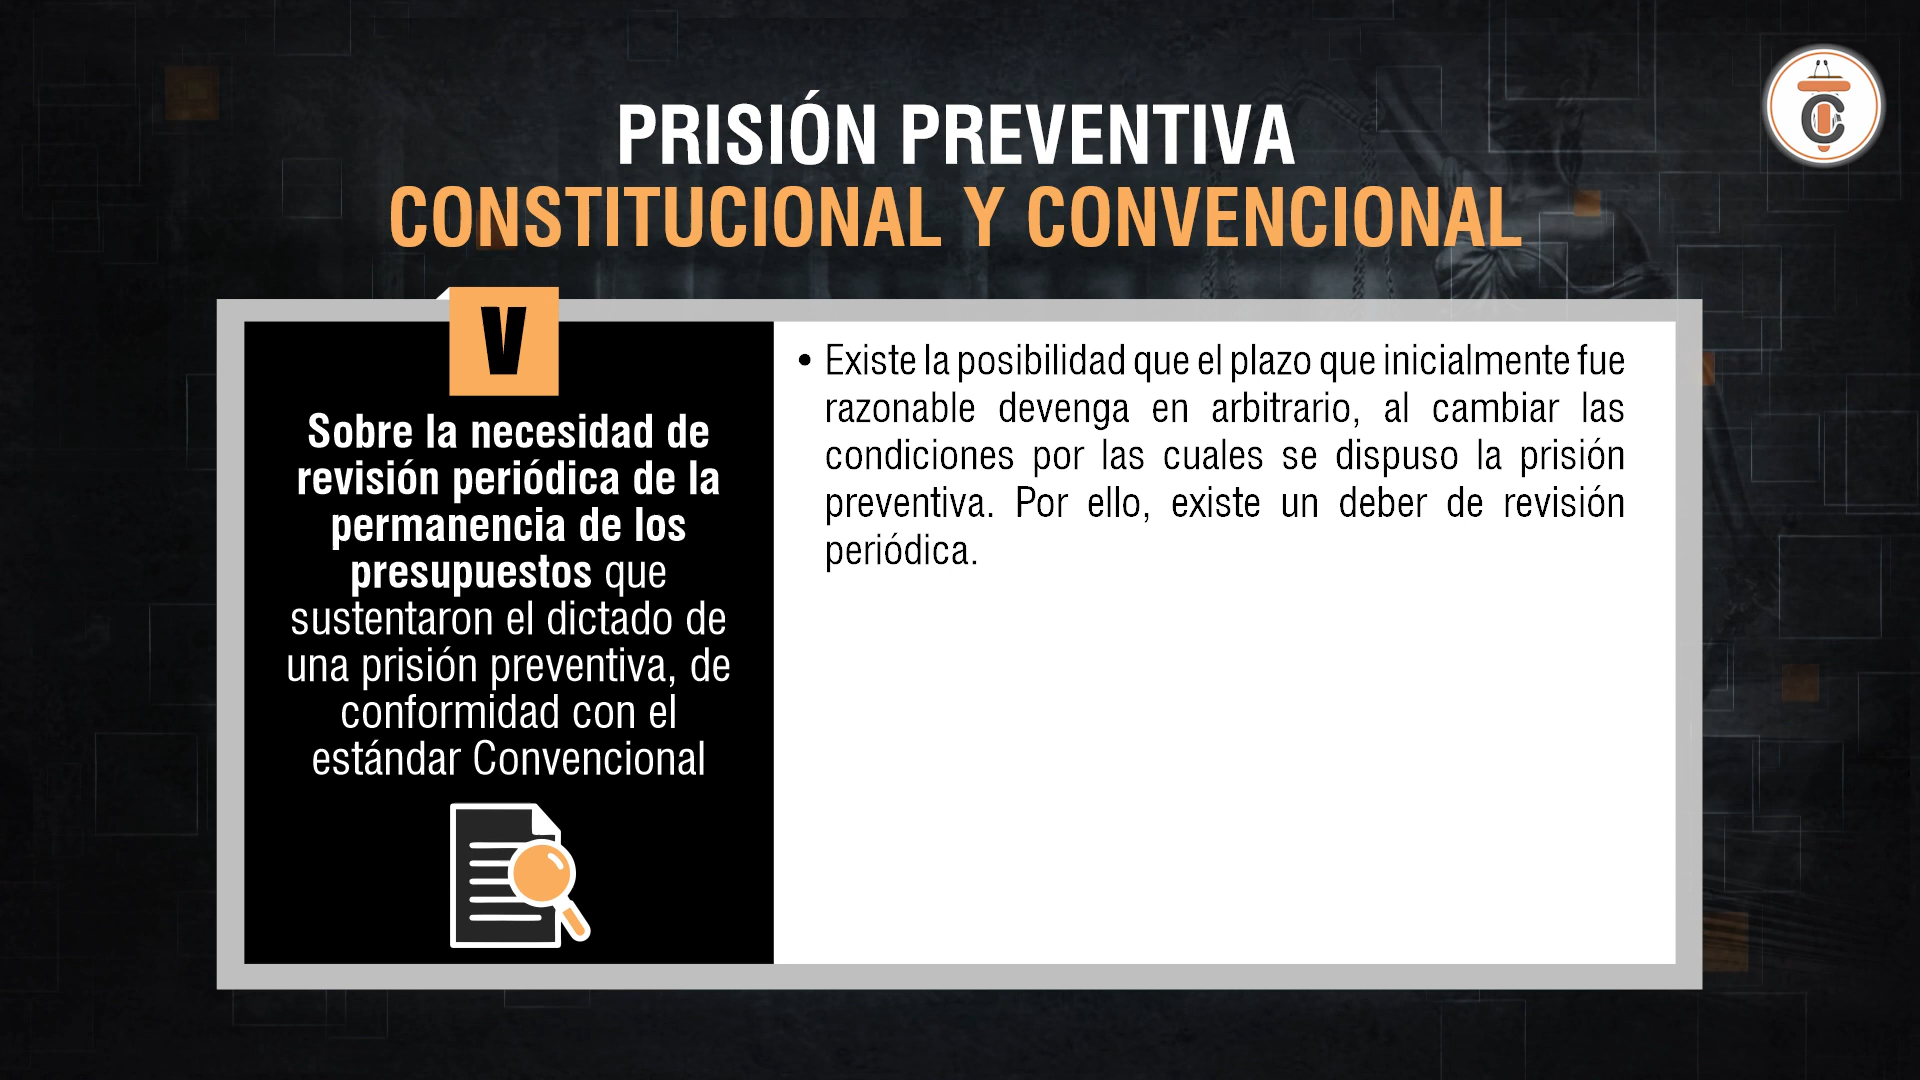 PRISIÓN PREVENTIVA
CONSTITUCIONAL Y CONVENCIONAL
V
Sobre la necesidad de
revisión periódica de la
permanencia de los
presupuestos que
sustentaron el dictado de
una prisión preventiva, de
conformidad con el
estándar Convencional
• Existe la posibilidad que el plazo que inicialmente fue
razonable devenga en arbitrario, al cambiar las
condiciones por las cuales se dispuso la prisión
preventiva. Por ello, existe un deber de revisión
periódica.